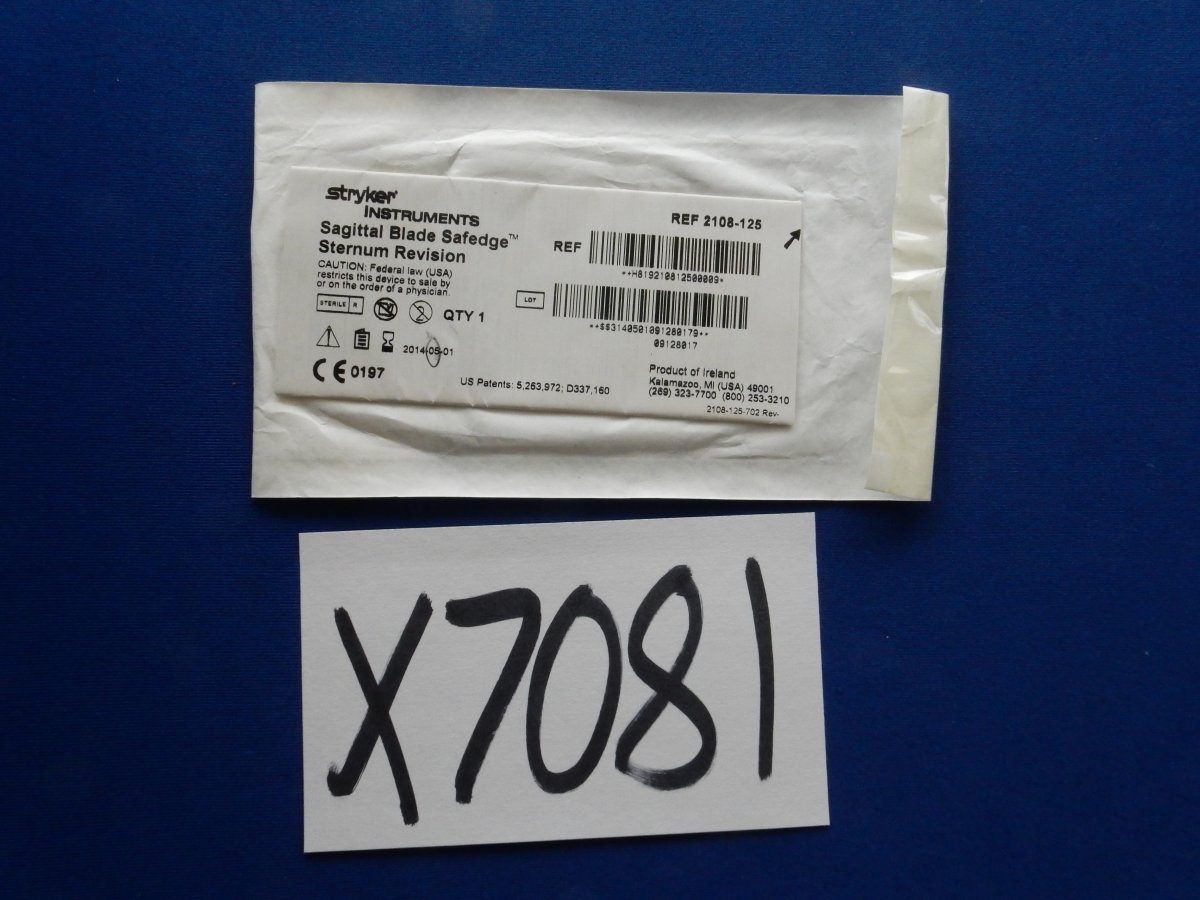 stryker
INSTRUMENTS
Sagittal Blade Safedge™
Sternum Revision
CAUTION: Federal law (USA)
restricts this device to sale by
or on the order of a physician.
STERILE R
2
QTY 1
2014-05-01
CE 0197
US Patents: 5,263,972; D337,160
REF 2108-125
REF
*+H819210812500009*
LOT
*+$$3140501091280179**
09128017
Product of Ireland
Kalamazoo, MI (USA) 49001
(269) 323-7700 (800) 253-3210
2108-125-702 Rev-
X7081